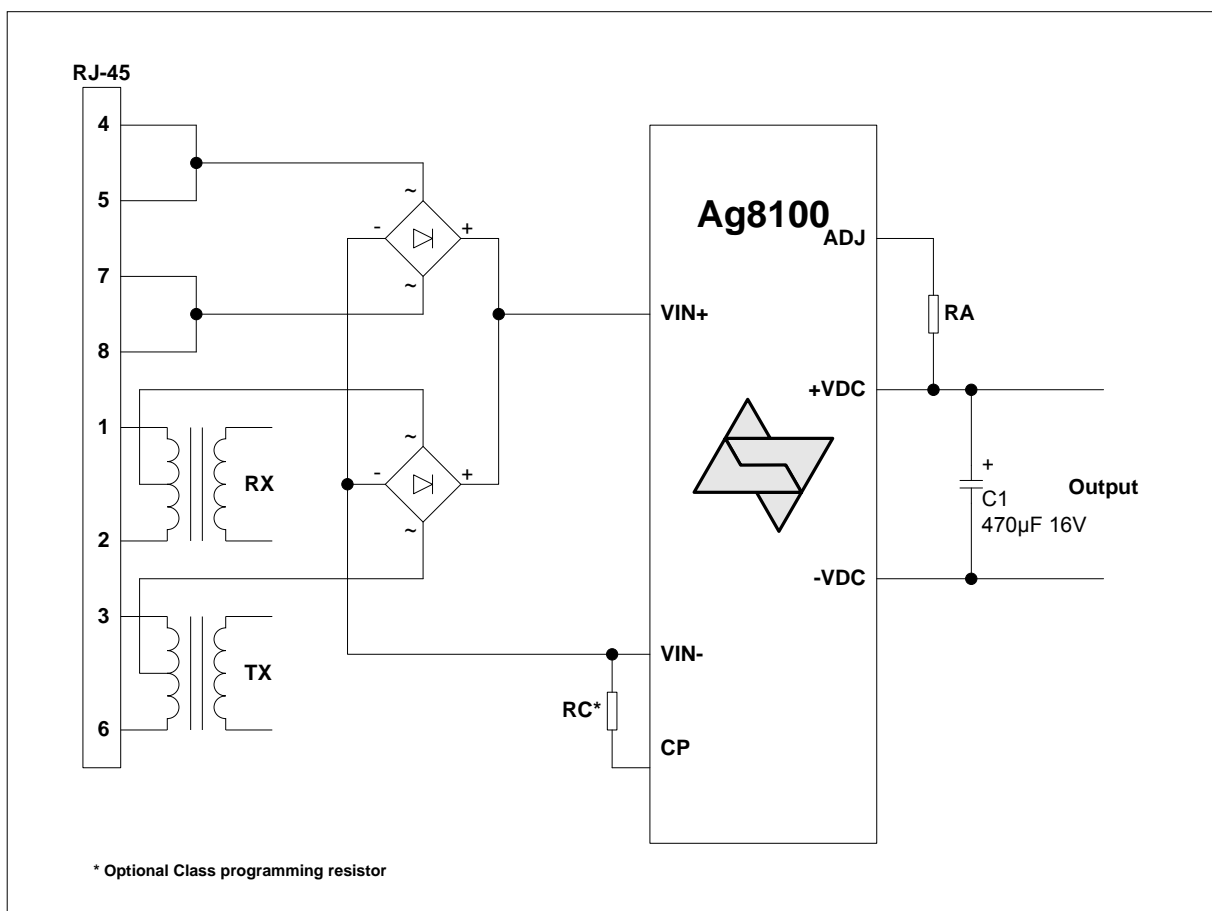 RJ-45
4
5
7
8
1
2
3
6
RX
TX
~
-
+
~
~
-
+
~
Ag8100
ADJ
VIN+
RA
+VDC
+
C1
470µF 16V
Output
-VDC
VIN-
RC*
CP
* Optional Class programming resistor